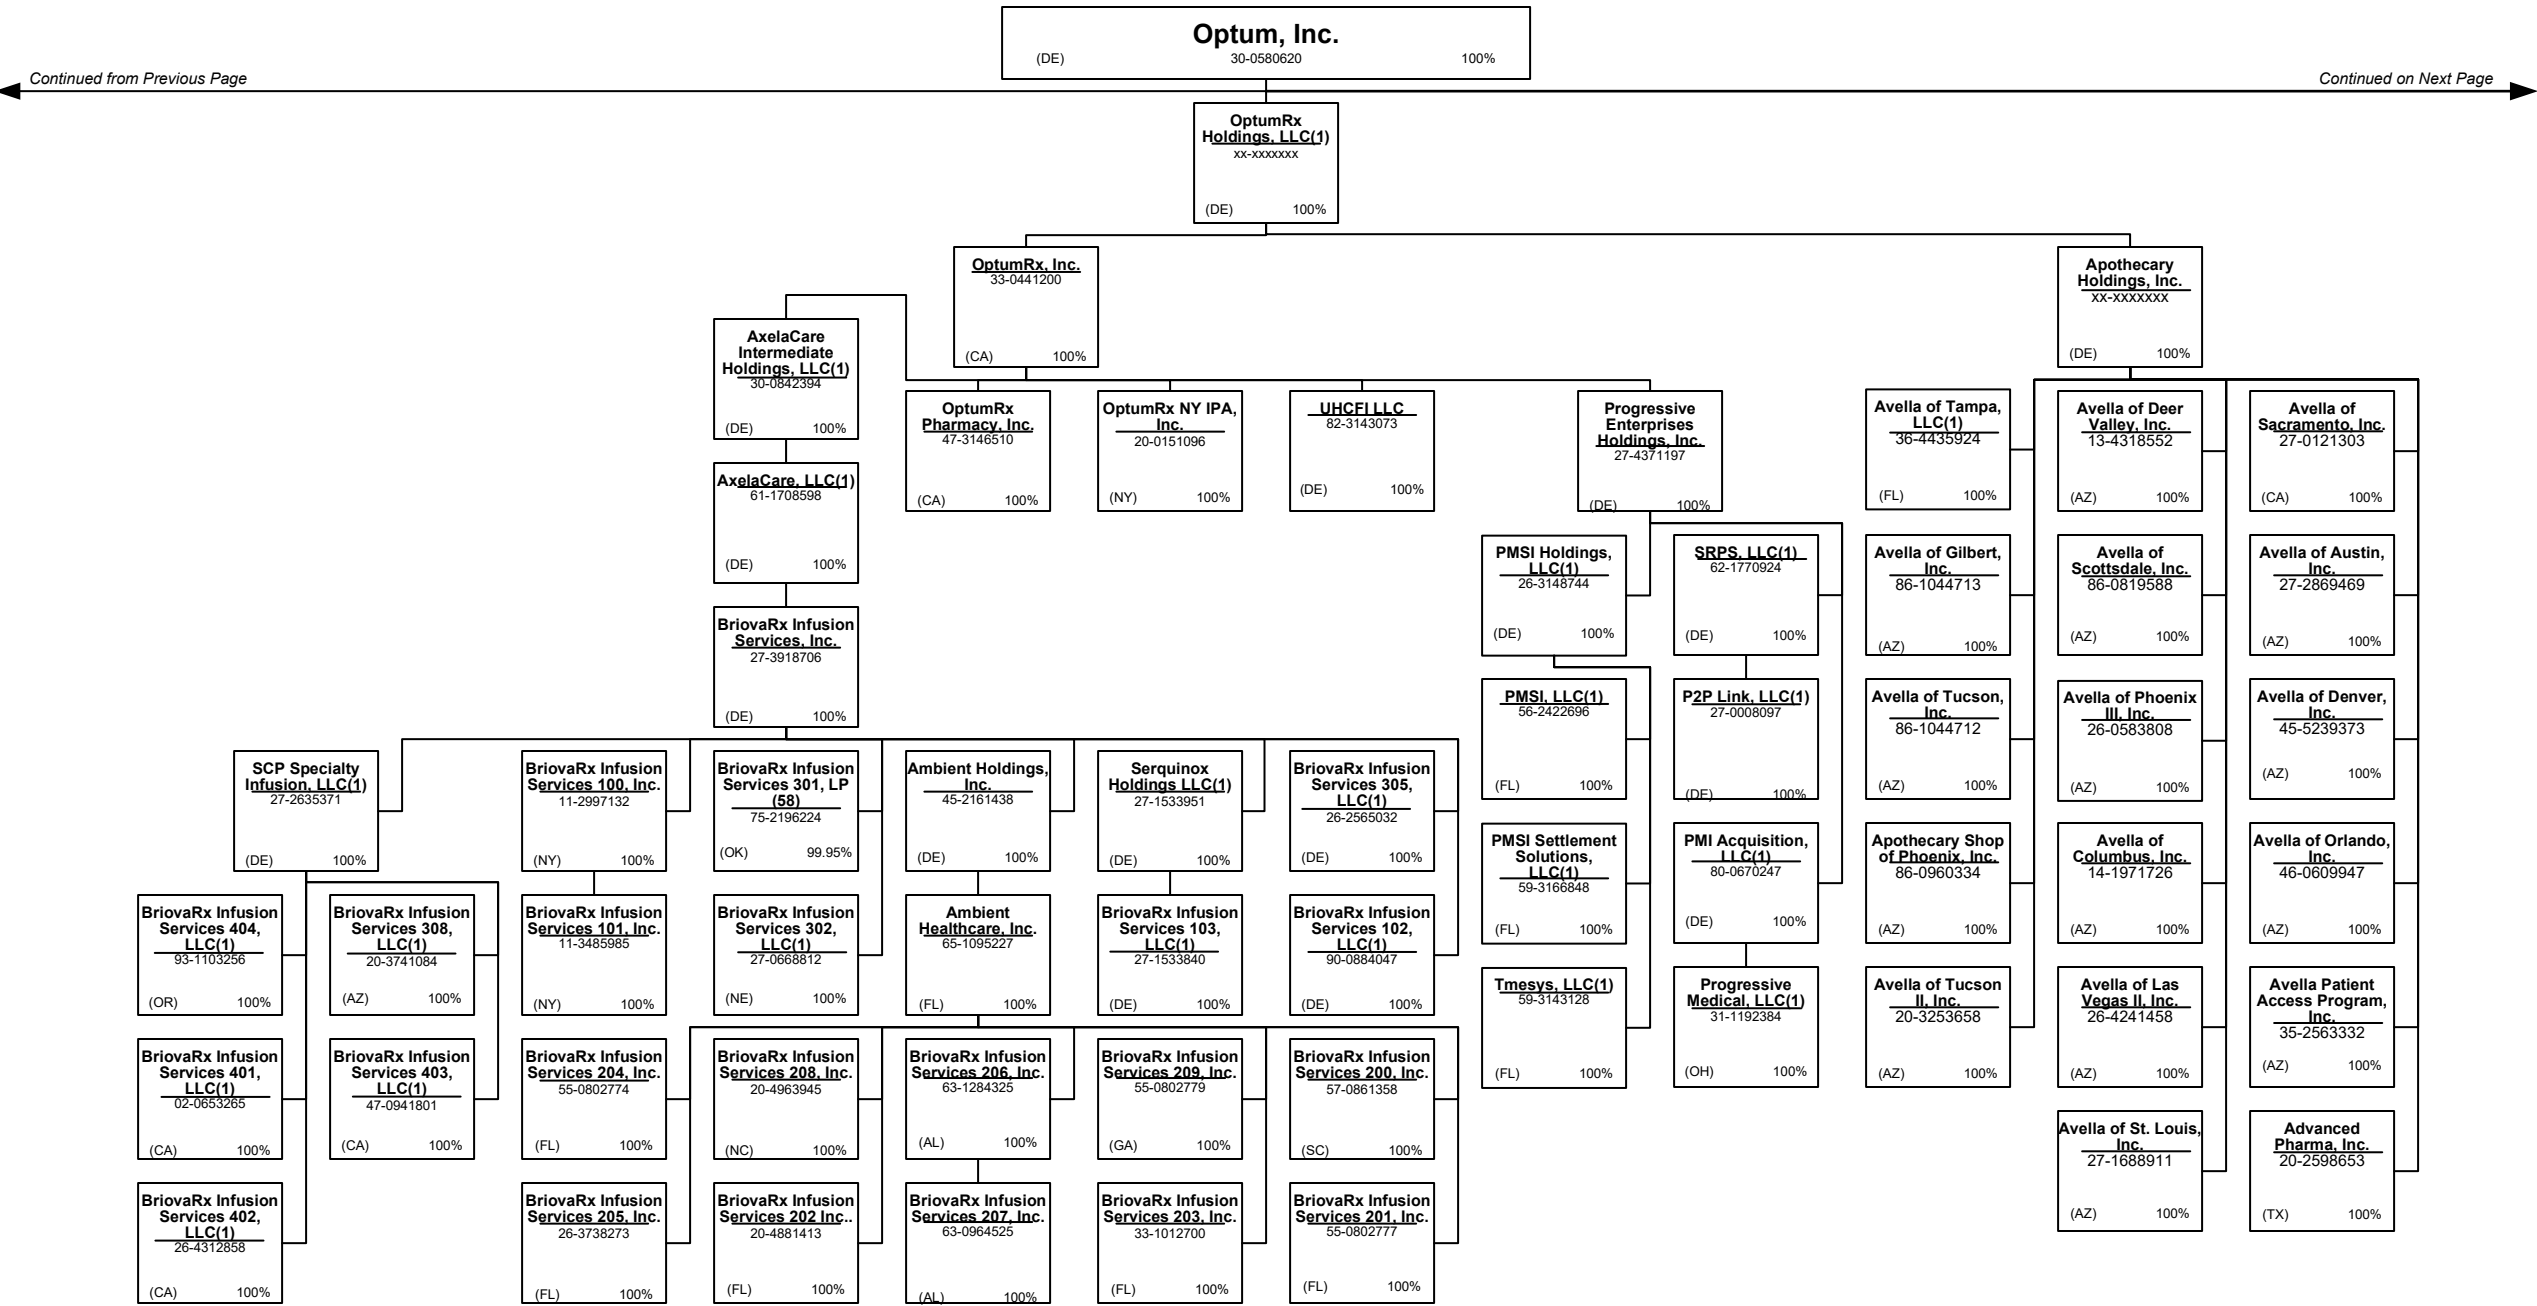 Optum, Inc.
(DE) 30-0580620 100%
Continued from Previous Page
Continued on Next Page
OptumRx
Holdings, LLC(1)
xx-xxxxxxx
(DE) 100%
OptumRx, Inc.
33-0441200
(CA) 100%
Apothecary
Holdings, Inc.
xx-xxxxxxx
(DE) 100%
AxelaCare
Intermediate
Holdings, LLC(1)
30-0842394
(DE) 100%
OptumRx
Pharmacy, Inc.
47-3146510
(CA) 100%
OptumRx NY IPA,
Inc.
20-0151096
(NY) 100%
UHCFI LLC
82-3143073
(DE) 100%
Progressive
Enterprises
Holdings, Inc.
27-4371197
(DE) 100%
Avella of Tampa,
LLC(1)
36-4435924
(FL) 100%
Avella of Deer
Valley, Inc.
13-4318552
(AZ) 100%
Avella of
Sacramento, Inc.
27-0121303
(CA) 100%
AxelaCare, LLC(1)
61-1708598
(DE) 100%
PMSI Holdings,
LLC(1)
26-3148744
(DE) 100%
SRPS, LLC(1)
62-1770924
(DE) 100%
Avella of Gilbert,
Inc.
86-1044713
(AZ) 100%
Avella of
Scottsdale, Inc.
86-0819588
(AZ) 100%
Avella of Austin,
Inc.
27-2869469
(AZ) 100%
BriovaRx Infusion
Services, Inc.
27-3918706
(DE) 100%
PMSI, LLC(1)
56-2422696
(FL) 100%
P2P Link, LLC(1)
27-0008097
(DE) 100%
Avella of Tucson,
Inc.
86-1044712
(AZ) 100%
Avella of Phoenix
III, Inc.
26-0583808
(AZ) 100%
Avella of Denver,
Inc.
45-5239373
(AZ) 100%
SCP Specialty
Infusion, LLC(1)
27-2635371
(DE) 100%
BriovaRx Infusion
Services 100, Inc.
11-2997132
(NY) 100%
BriovaRx Infusion
Services 301, LP
(58)
75-2196224
(OK) 99.95%
Ambient Holdings,
Inc.
45-2161438
(DE) 100%
Serquinox
Holdings LLC(1)
27-1533951
(DE) 100%
BriovaRx Infusion
Services 305,
LLC(1)
26-2565032
(DE) 100%
PMSI Settlement
Solutions,
LLC(1)
59-3166848
(FL) 100%
PMI Acquisition,
LLC(1)
80-0670247
(DE) 100%
Apothecary Shop
of Phoenix, Inc.
86-0960334
(AZ) 100%
Avella of
Columbus, Inc.
14-1971726
(AZ) 100%
Avella of Orlando,
Inc.
46-0609947
(AZ) 100%
BriovaRx Infusion
Services 404,
LLC(1)
93-1103256
(OR) 100%
BriovaRx Infusion
Services 308,
LLC(1)
20-3741084
(AZ) 100%
BriovaRx Infusion
Services 101, Inc.
11-3485985
(NY) 100%
BriovaRx Infusion
Services 302,
LLC(1)
27-0668812
(NE) 100%
Ambient
Healthcare, Inc.
65-1095227
(FL) 100%
BriovaRx Infusion
Services 103,
LLC(1)
27-1533840
(DE) 100%
BriovaRx Infusion
Services 102,
LLC(1)
90-0884047
(DE) 100%
Tmesys, LLC(1)
59-3143128
(FL) 100%
Progressive
Medical, LLC(1)
31-1192384
(OH) 100%
Avella of Tucson
II, Inc.
20-3253658
(AZ) 100%
Avella of Las
Vegas II, Inc.
26-4241458
(AZ) 100%
Avella Patient
Access Program,
Inc.
35-2563332
(AZ) 100%
BriovaRx Infusion
Services 401,
LLC(1)
02-0653265
(CA) 100%
BriovaRx Infusion
Services 403,
LLC(1)
47-0941801
(CA) 100%
BriovaRx Infusion
Services 204, Inc.
55-0802774
(FL) 100%
BriovaRx Infusion
Services 208, Inc.
20-4963945
(NC) 100%
BriovaRx Infusion
Services 206, Inc.
63-1284325
(AL) 100%
BriovaRx Infusion
Services 209, Inc.
55-0802779
(GA) 100%
BriovaRx Infusion
Services 200, Inc.
57-0861358
(SC) 100%
Avella of St. Louis,
Inc.
27-1688911
(AZ) 100%
Advanced
Pharma, Inc.
20-2598653
(TX) 100%
BriovaRx Infusion
Services 402,
LLC(1)
26-4312858
(CA) 100%
BriovaRx Infusion
Services 205, Inc.
26-3738273
(FL) 100%
BriovaRx Infusion
Services 202 Inc..
20-4881413
(FL) 100%
BriovaRx Infusion
Services 207, Inc.
63-0964525
(AL) 100%
BriovaRx Infusion
Services 203, Inc.
33-1012700
(FL) 100%
BriovaRx Infusion
Services 201, Inc.
55-0802777
(FL) 100%